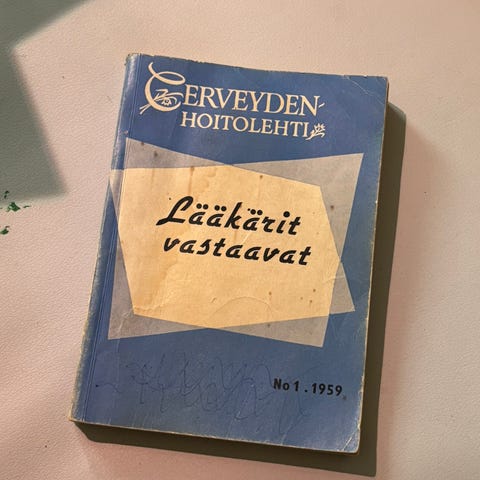 TERVEYDEN-
HOITOLEHTI
Lääkärit
vastaavat
No 1. 1959